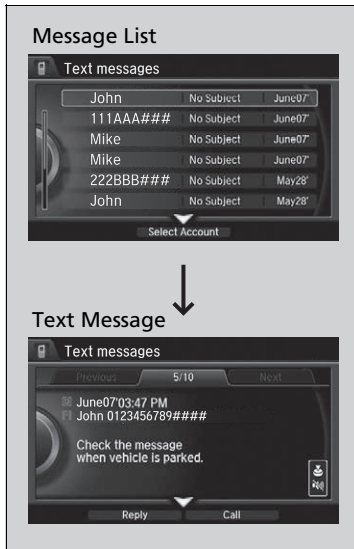 Message List
Text messages
John No Subject June07'
111AAA### No Subject June07'
Mike No Subject June07'
Mike No Subject June07'
222BBB### No Subject May28'
John No Subject May28'
Select Account
Text Message
Text messages
Previous 5/10 Next
June07'03:47 PM
John 0123456789####
Check the message
when vehicle is parked.
Reply Call